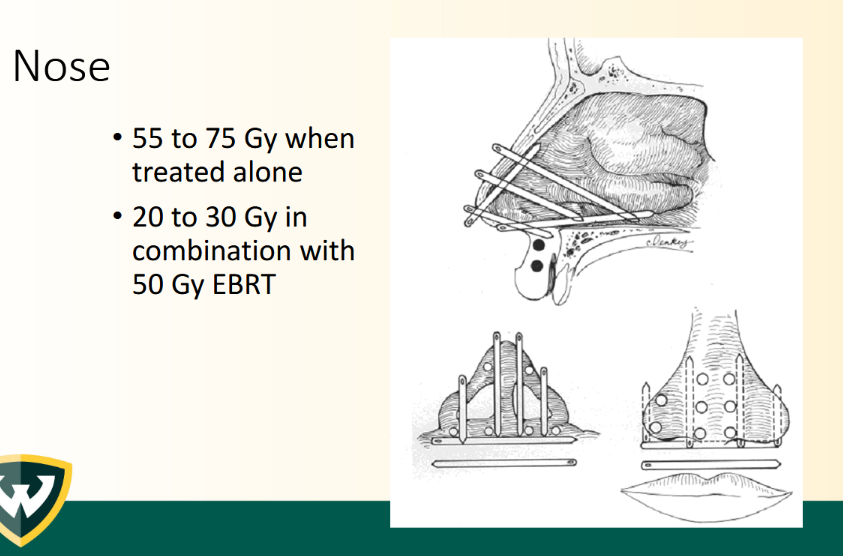 Nose
• 55 to 75 Gy when
treated alone
• 20 to 30 Gy in
combination with
50 Gy EBRT